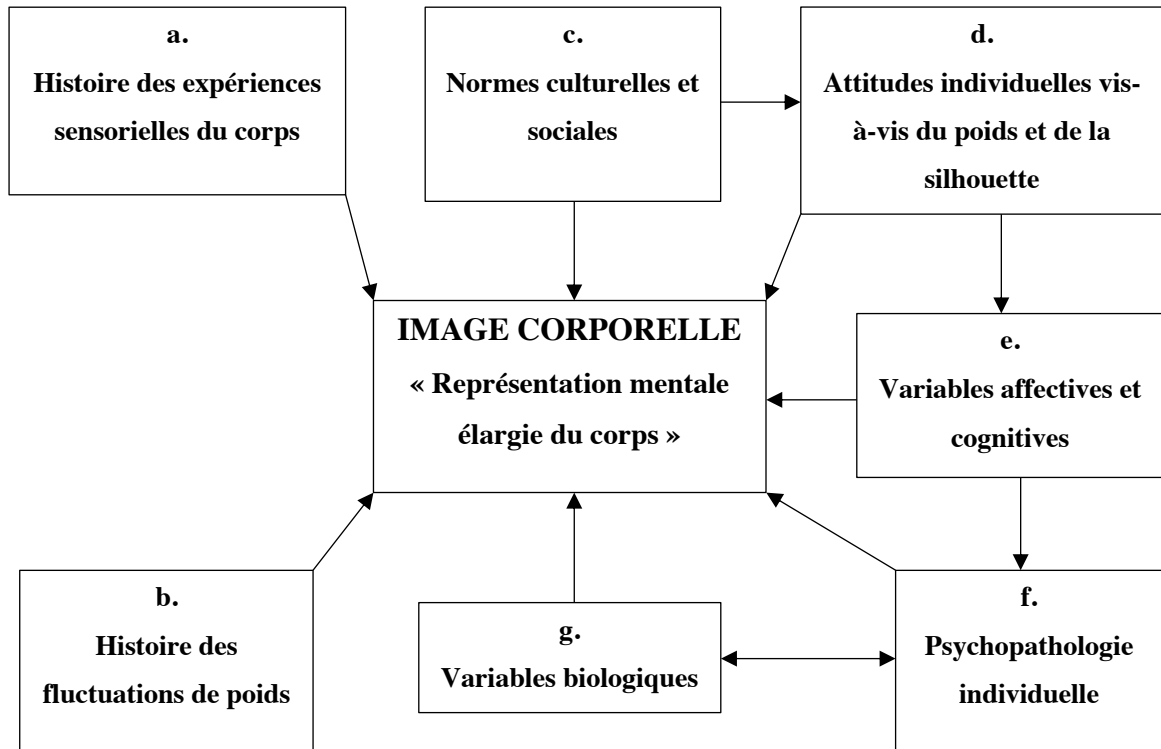 a.
Histoire des expériences
sensorielles du corps
c.
Normes culturelles et
sociales
d.
Attitudes individuelles vis-
à-vis du poids et de la
silhouette
IMAGE CORPORELLE
« Représentation mentale
élargie du corps »
e.
Variables affectives et
cognitives
b.
Histoire des
fluctuations de poids
g.
Variables biologiques
f.
Psychopathologie
individuelle